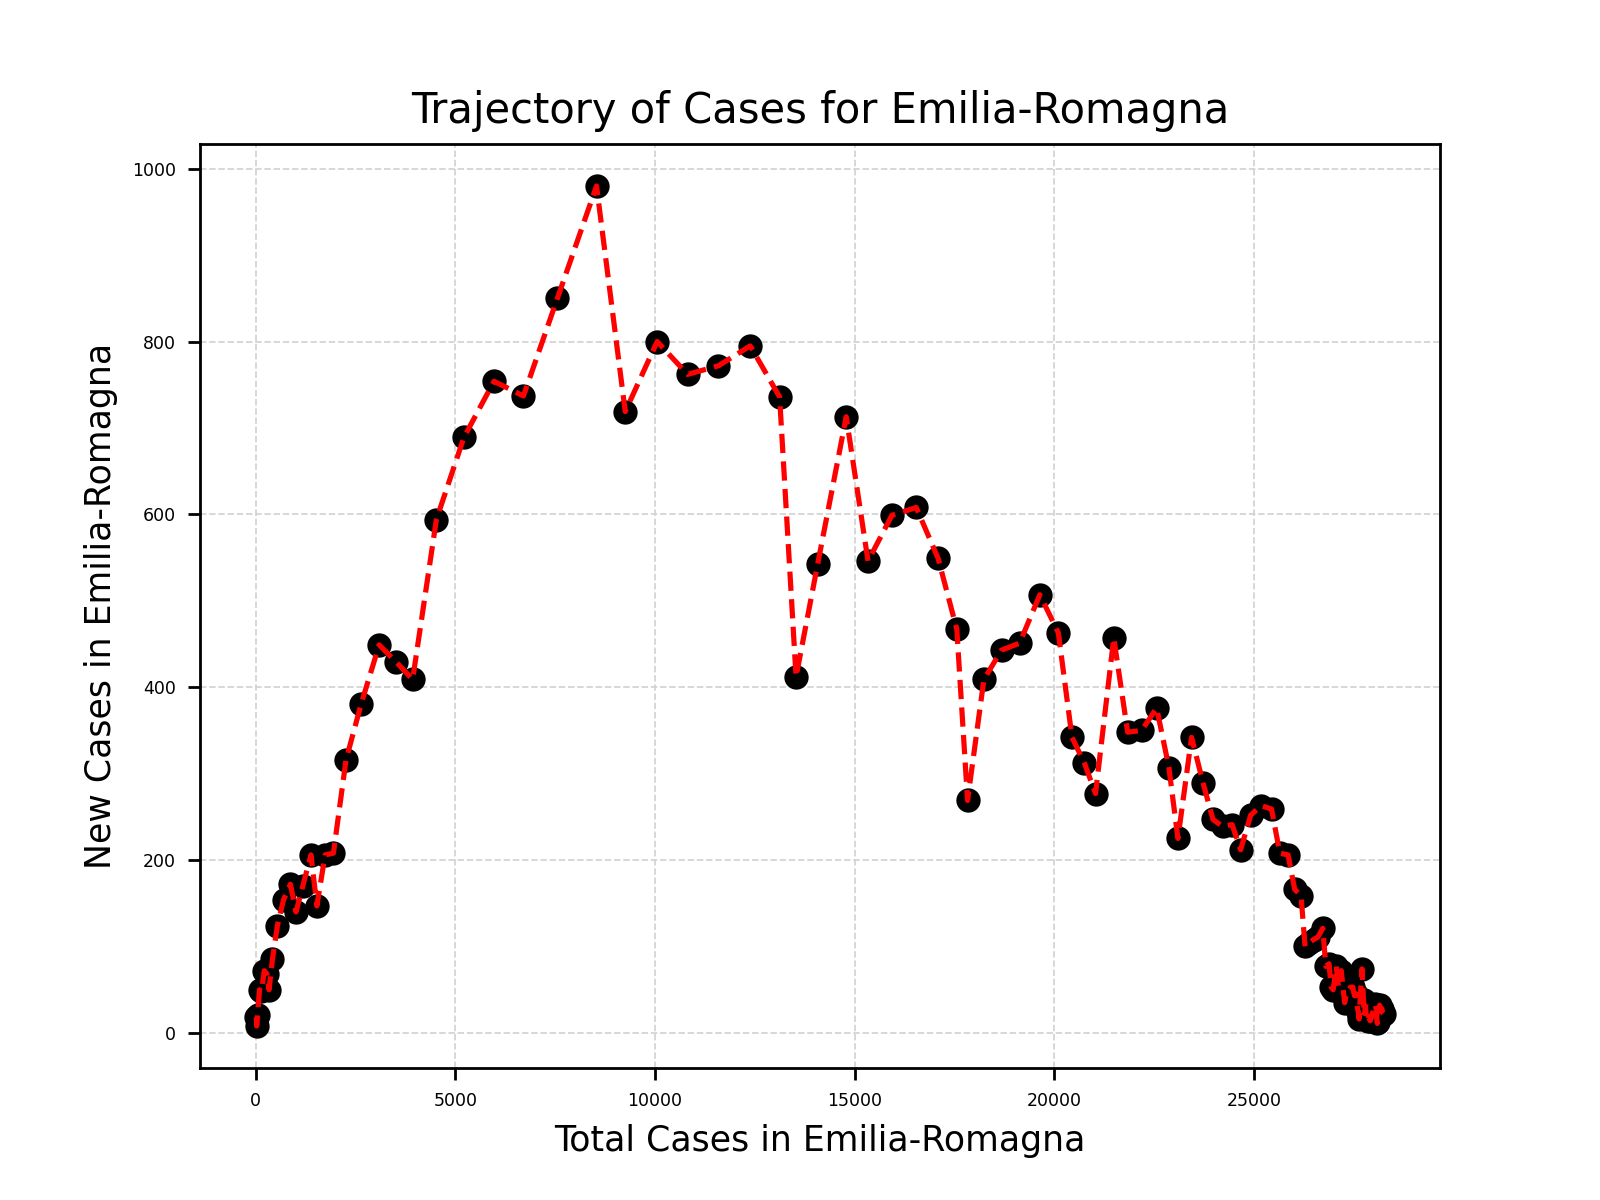 Trajectory of Cases for Emilia-Romagna
1000
800
600
400
200
0
New Cases in Emilia-Romagna
0 5000 10000 15000 20000 25000
Total Cases in Emilia-Romagna